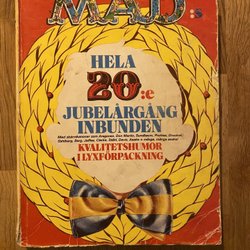 MAD:s
HELA
20:e
JUBELÅRGÅNG
INBUNDEN
KVALITETSHUMOR
I LYXFÖRPACKNING